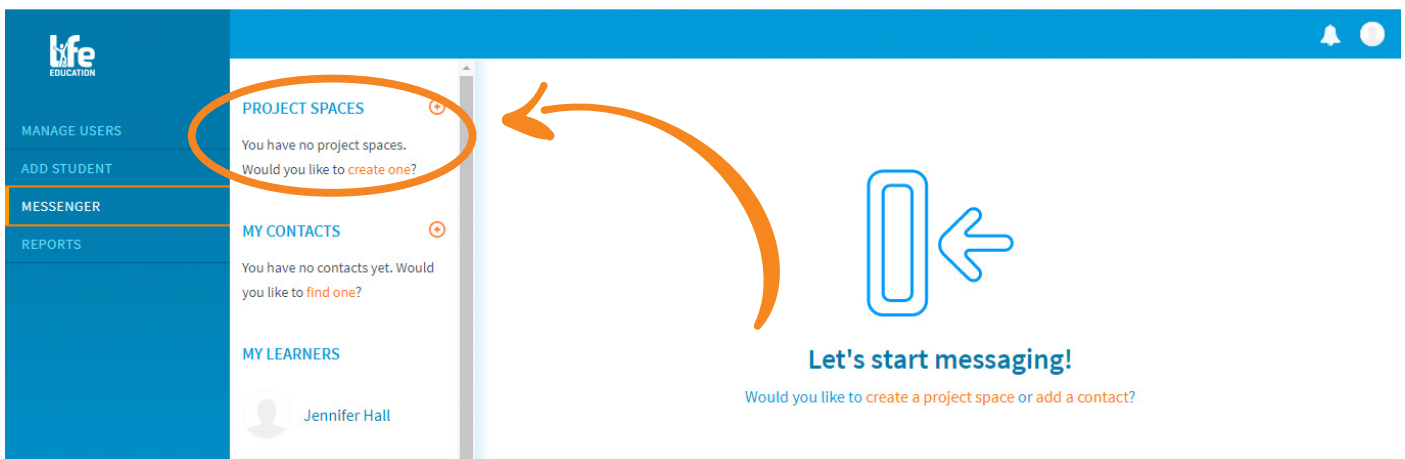 life
EDUCATION
MANAGE USERS
ADD STUDENT
MESSENGER
REPORTS
PROJECT SPACES
You have no project spaces.
Would you like to create one?
MY CONTACTS
You have no contacts yet. Would
you like to find one?
MY LEARNERS
Jennifer Hall
Let's start messaging!
Would you like to create a project space or add a contact?